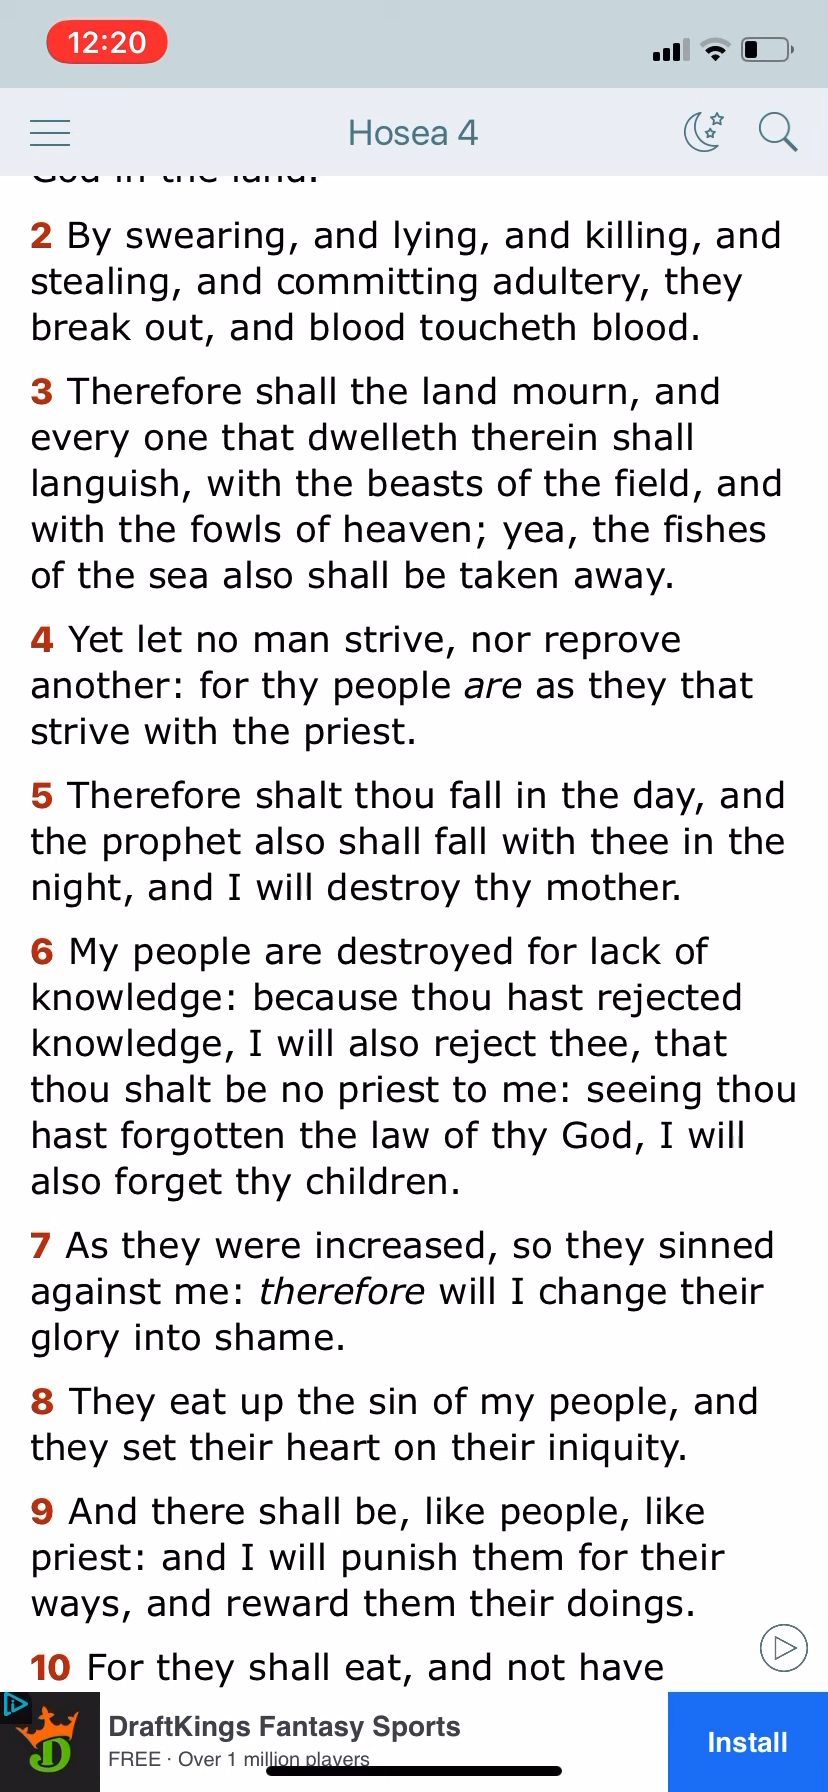 12:20
Hosea 4
God in the land.
2 By swearing, and lying, and killing, and
stealing, and committing adultery, they
break out, and blood toucheth blood.
3 Therefore shall the land mourn, and
every one that dwelleth therein shall
languish, with the beasts of the field, and
with the fowls of heaven; yea, the fishes
of the sea also shall be taken away.
4 Yet let no man strive, nor reprove
another: for thy people are as they that
strive with the priest.
5 Therefore shalt thou fall in the day, and
the prophet also shall fall with thee in the
night, and I will destroy thy mother.
6 My people are destroyed for lack of
knowledge: because thou hast rejected
knowledge, I will also reject thee, that
thou shalt be no priest to me: seeing thou
hast forgotten the law of thy God, I will
also forget thy children.
7 As they were increased, so they sinned
against me: therefore will I change their
glory into shame.
8 They eat up the sin of my people, and
they set their heart on their iniquity.
9 And there shall be, like people, like
priest: and I will punish them for their
ways, and reward them their doings.
10 For they shall eat, and not have
DraftKings Fantasy Sports
FREE · Over 1 million players
Install